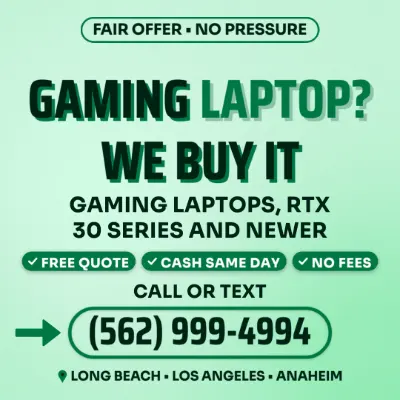 FAIR OFFER • NO PRESSURE
GAMING LAPTOP?
WE BUY IT
GAMING LAPTOPS, RTX
30 SERIES AND NEWER
✓ FREE QUOTE ✓ CASH SAME DAY ✓ NO FEES
CALL OR TEXT
(562) 999-4994
LONG BEACH • LOS ANGELES • ANAHEIM